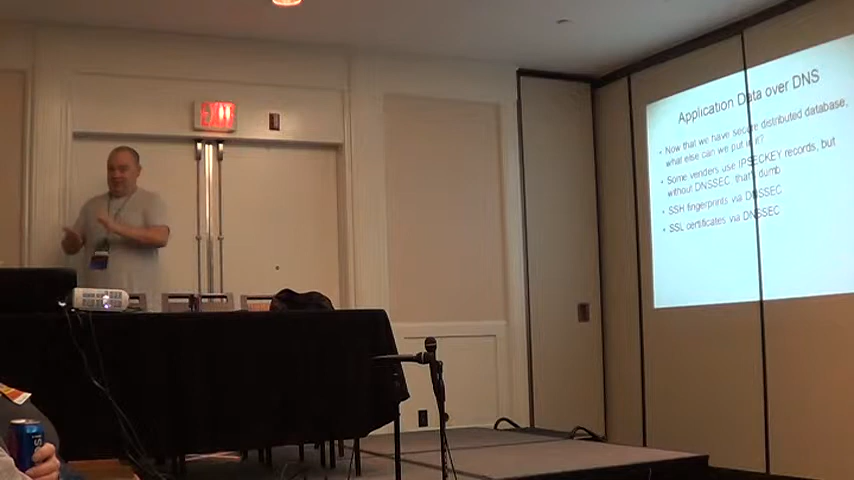 EXIT
Application Data over DNS
• Now that we have secure distributed database,
what else can we put in it?
• Some venders use IPSECKEY records, but
without DNSSEC, that's dumb
• SSH fingerprints via DNSSEC
• SSL certificates via DNSSEC